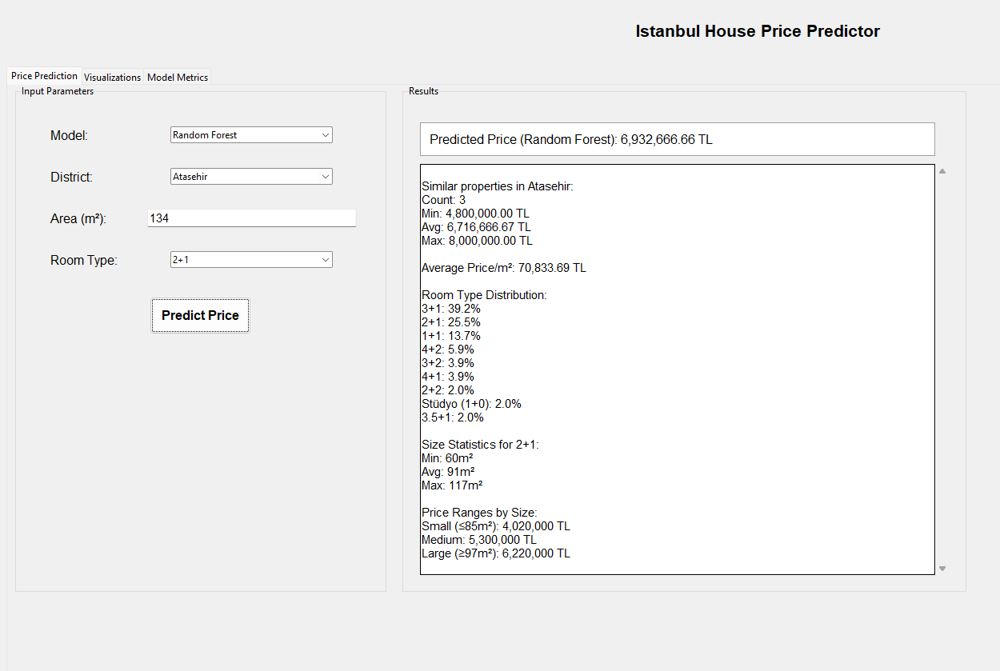 Istanbul House Price Predictor
Price Prediction
Visualizations
Model Metrics
Input Parameters
Model:
Random Forest
District:
Atasehir
Area (m²):
134
Room Type:
2+1
Predict Price
Results
Predicted Price (Random Forest): 6,932,666.66 TL
Similar properties in Atasehir:
Count: 3
Min: 4,800,000.00 TL
Avg: 6,716,666.67 TL
Max: 8,000,000.00 TL
Average Price/m²: 70,833.69 TL
Room Type Distribution:
3+1: 39.2%
2+1: 25.5%
1+1: 13.7%
4+2: 5.9%
3+2: 3.9%
4+1: 3.9%
2+2: 2.0%
Stüdyo (1+0): 2.0%
3.5+1: 2.0%
Size Statistics for 2+1:
Min: 60m²
Avg: 91m²
Max: 117m²
Price Ranges by Size:
Small (≤85m²): 4,020,000 TL
Medium: 5,300,000 TL
Large (≥97m²): 6,220,000 TL